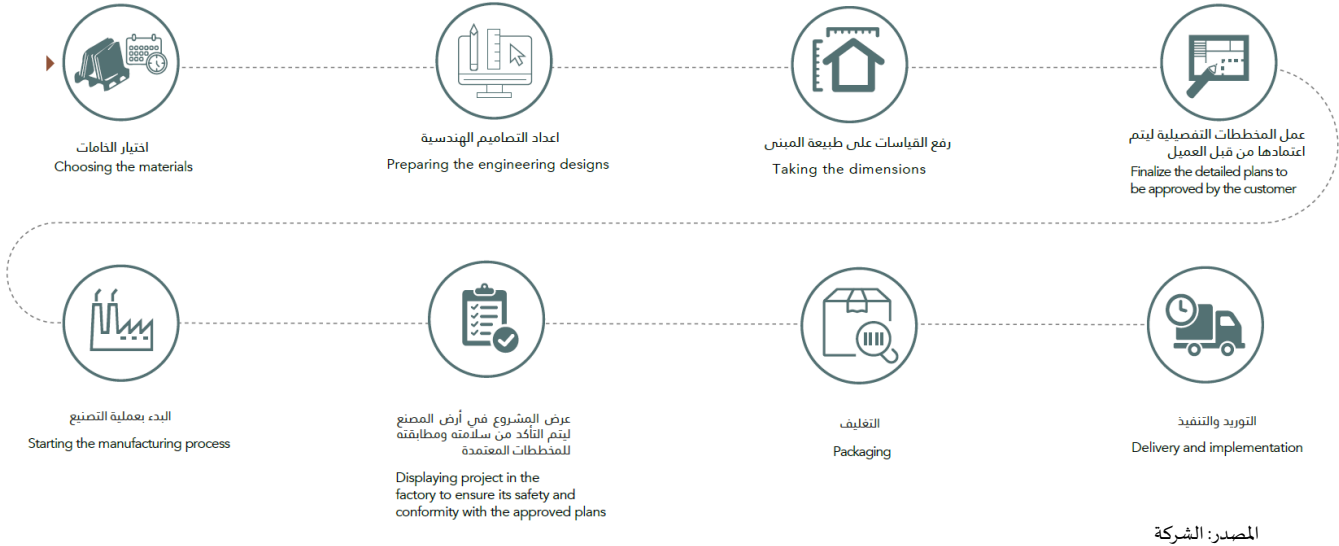 اختيار الخامات
Choosing the materials
اعداد التصاميم الهندسية
Preparing the engineering designs
رفع القياسات على طبيعة المبنى
Taking the dimensions
عمل المخططات التفصيلية ليتم
اعتمادها من قبل العميل
Finalize the detailed plans to
be approved by the customer
البدء بعملية التصنيع
Starting the manufacturing process
عرض المشروع في أرض المصنع
ليتم التأكد من سلامته ومطابقته
للمخططات المعتمدة
Displaying project in the
factory to ensure its safety and
conformity with the approved plans
التغليف
Packaging
التوريد والتنفيذ
Delivery and implementation
المصدر: الشركة